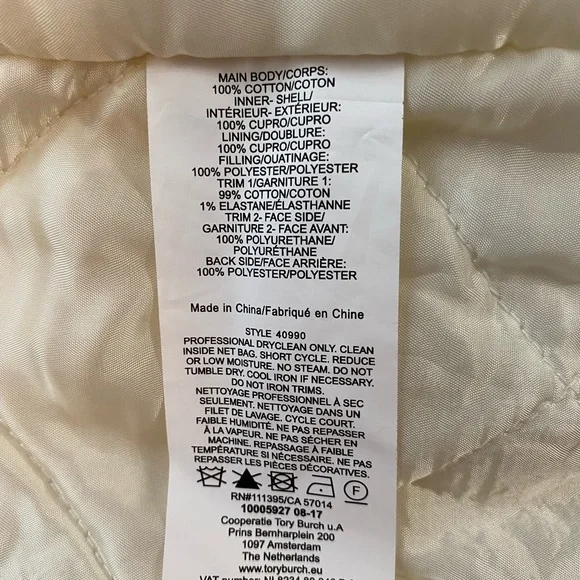 MAIN BODY/CORPS:
100% COTTON/COTON
INNER- SHELL/
INTÉRIEUR- EXTÉRIEUR:
100% CUPRO/CUPRO
LINING/DOUBLURE:
100% CUPRO/CUPRO
FILLING/OUATINAGE:
100% POLYESTER/POLYESTER
TRIM 1/GARNITURE 1:
99% COTTON/COTON
1% ELASTANE/ÉLASTHANNE
TRIM 2- FACE SIDE/
GARNITURE 2- FACE AVANT:
100% POLYURETHANE/
POLYURÉTHANE
BACK SIDE/FACE ARRIÈRE:
100% POLYESTER/POLYESTER
Made in China/Fabriqué en Chine
STYLE 40990
PROFESSIONAL DRYCLEAN ONLY. CLEAN
INSIDE NET BAG. SHORT CYCLE. REDUCE
OR LOW MOISTURE. NO STEAM. DO NOT
TUMBLE DRY. COOL IRON IF NECESSARY.
DO NOT IRON TRIMS.
NETTOYAGE PROFESSIONNEL À SEC
SEULEMENT. NETTOYAGE DANS UN
FILET DE LAVAGE. CYCLE COURT.
FAIBLE HUMIDITÉ. NE PAS REPASSER
À LA VAPEUR. NE PAS SÉCHER EN
MACHINE. REPASSAGE À FAIBLE
TEMPÉRATURE SI NÉCESSAIRE. NE PAS
REPASSER LES PIÈCES DÉCORATIVES.
F
RN#111395/CA 57014
10005927 08-17
Cooperatie Tory Burch u.A
Prins Bernharplein 200
1097 Amsterdam
The Netherlands
www.toryburch.eu
VAT number: NL8234